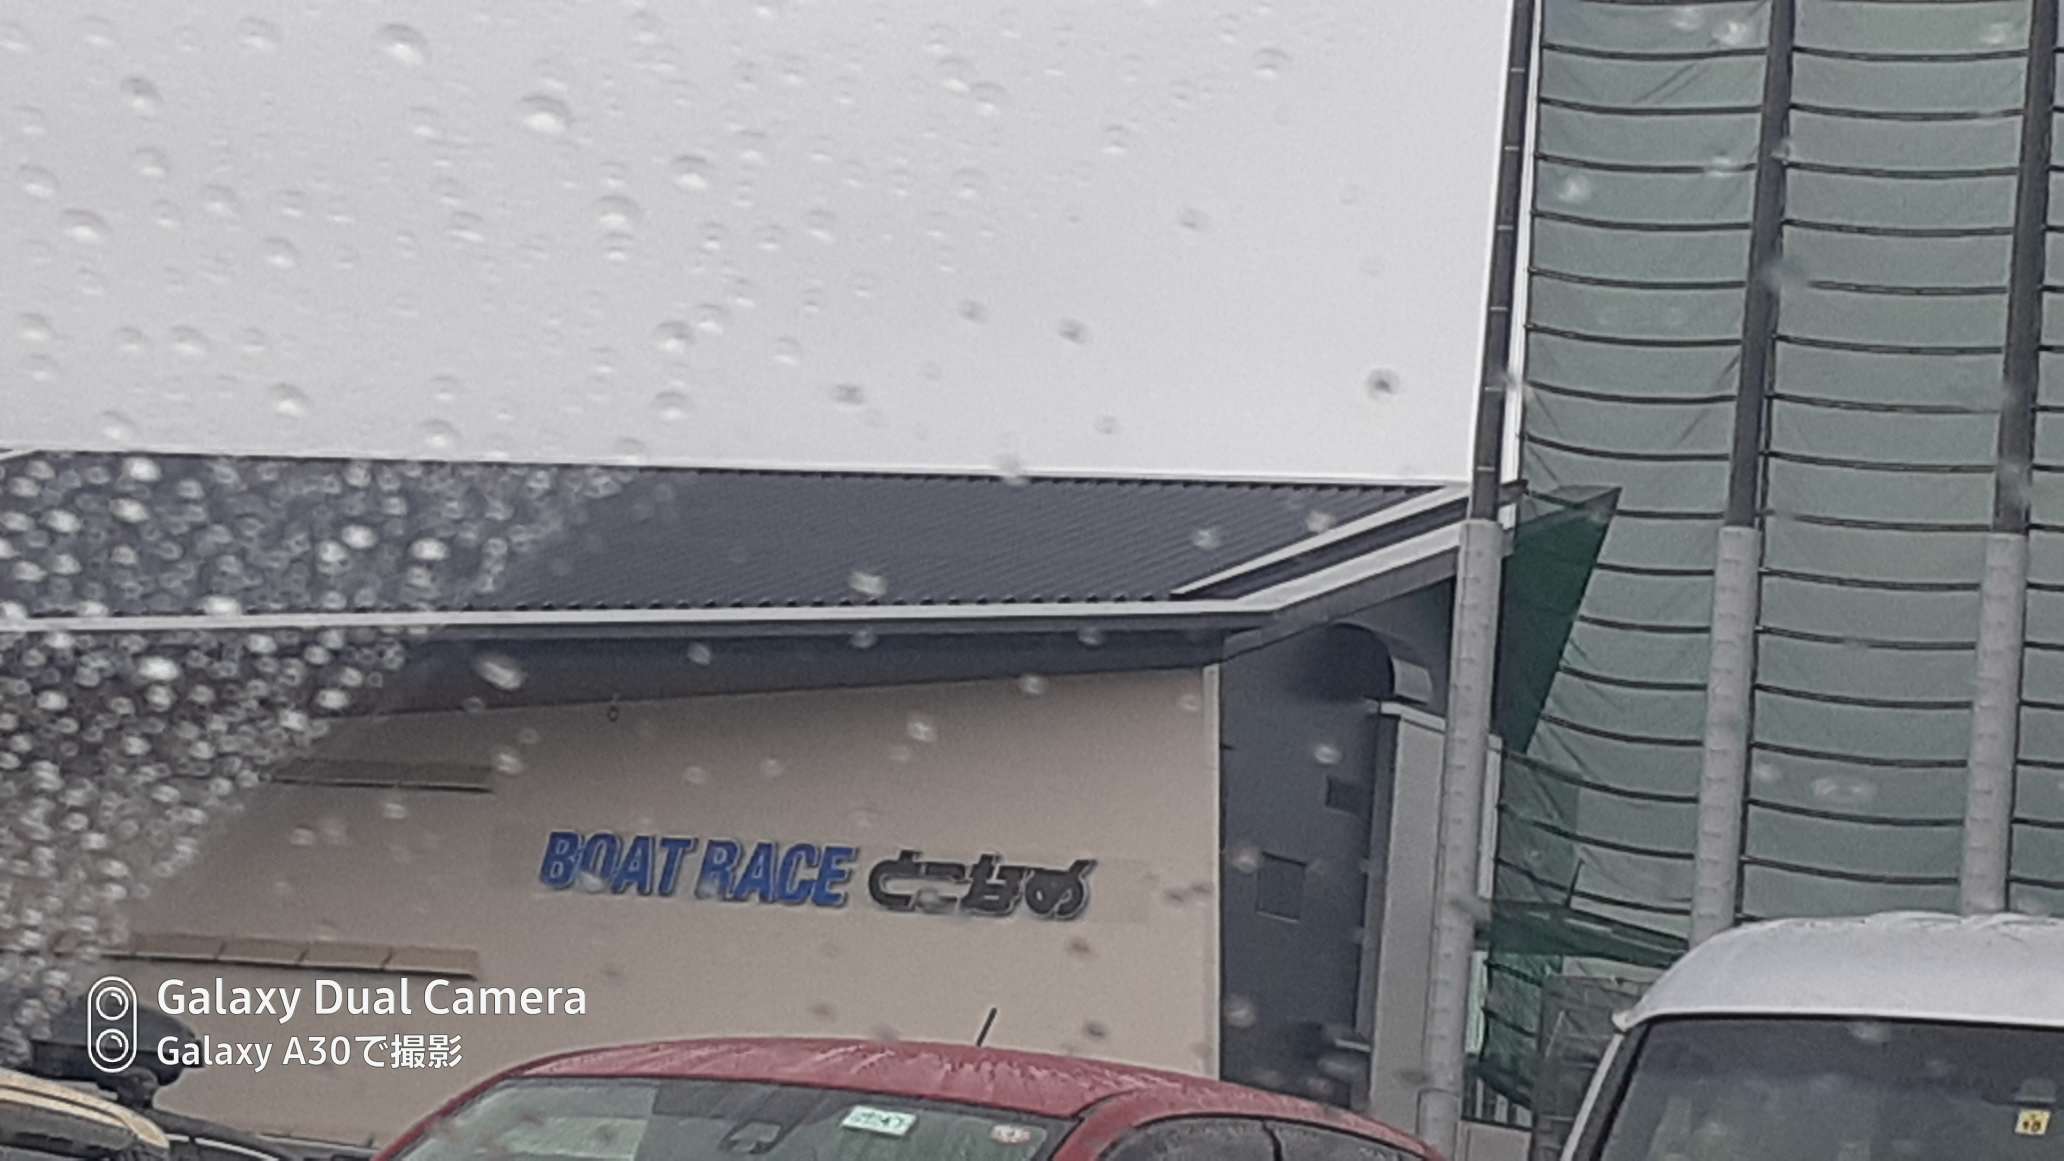 BOAT RACE とこなめ
Galaxy Dual Camera
Galaxy A30で撮影